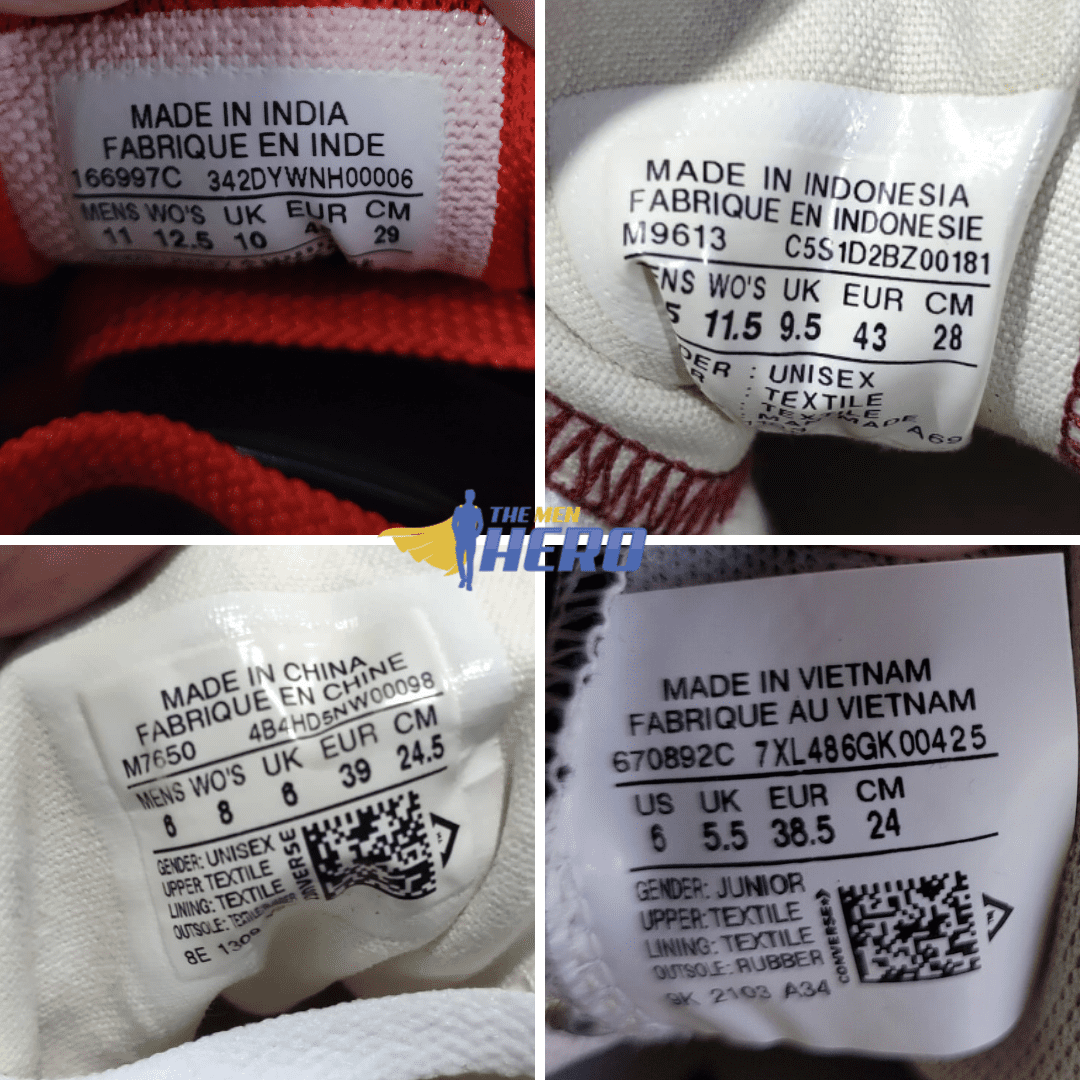 MADE IN INDIA
FABRIQUE EN INDE
166997C 342DYWNH00006
MENS WO'S UK EUR CM
11 12.5 10 29
MADE IN INDONESIA
FABRIQUE EN INDONESIE
M9613 C5S1D2BZ00181
WO'S UK EUR CM
11.5 9.5 43 28
: UNISEX
: TEXTILE
A69
THE MEN
HERO
MADE IN CHINA
FABRIQUE EN CHINE
M7650 4B4HD5NW00098
MENS WO'S UK EUR CM
6 8 6 39 24.5
GENDER: UNISEX
UPPER TEXTILE
LINING: TEXTILE
OUTSOLE:
8E
CONVERSE
MADE IN VIETNAM
FABRIQUE AU VIETNAM
670892C 7XL486GK00425
US UK EUR CM
6 5.5 38.5 24
GENDER: JUNIOR
UPPER: TEXTILE
LINING: TEXTILE
OUTSOLE: RUBBER
9K 2103 A34
CONVERSE